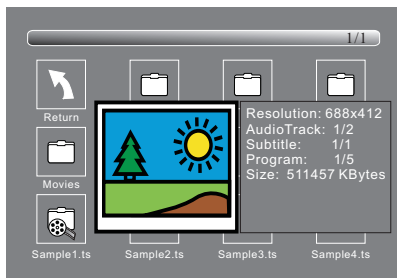 1/1
Return
Resolution: 688x412
AudioTrack: 1/2
Subtitle: 1/1
Program: 1/5
Size: 511457 KBytes
Movies
Sample1.ts Sample2.ts Sample3.ts Sample4.ts